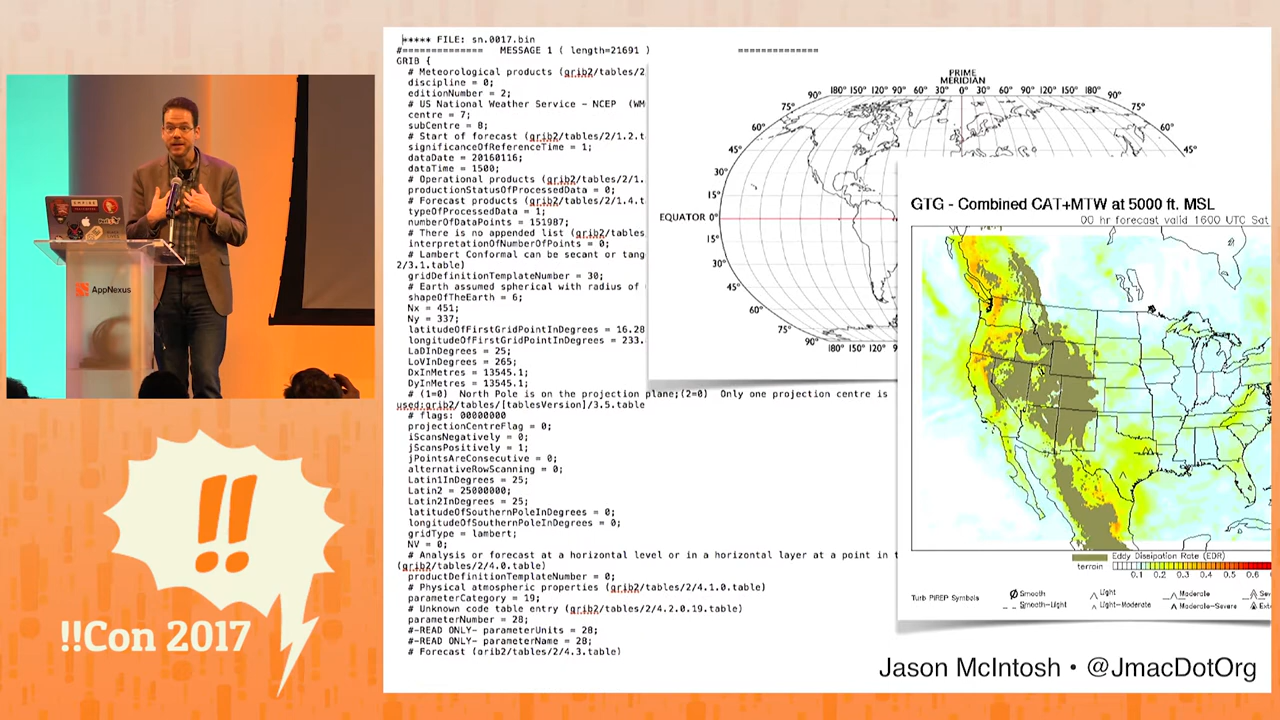 ***** FILE: sn.0017.bin
#============== MESSAGE 1 ( length=21691 ) ==============
GRIB {
# Meteorological products (grib2/tables/2
discipline = 0;
editionNumber = 2;
# US National Weather Service - NCEP (WM
centre = 7;
subCentre = 8;
# Start of forecast (grib2/tables/2/1.2.t
significanceOfReferenceTime = 1;
dataDate = 20160116;
dataTime = 1500;
# Operational products (grib2/tables/2/1.
productionStatusOfProcessedData = 0;
# Forecast products (grib2/tables/2/1.4.t
typeOfProcessedData = 1;
numberOfDataPoints = 151987;
# There is no appended list (grib2/tables
interpretationOfNumberOfPoints = 0;
# Lambert Conformal can be secant or tang
2/3.1.table)
gridDefinitionTemplateNumber = 30;
# Earth assumed spherical with radius of
shapeOfTheEarth = 6;
Nx = 451;
Ny = 337;
latitudeOfFirstGridPointInDegrees = 16.28
longitudeOfFirstGridPointInDegrees = 233.
LaDInDegrees = 25;
LoVInDegrees = 265;
DxInMetres = 13545.1;
DyInMetres = 13545.1;
# (1=0) North Pole is on the projection plane;(2=0) Only one projection centre is
used:grib2/tables/[tablesVersion]/3.5.table
# flags: 00000000
projectionCentreFlag = 0;
iScansNegatively = 0;
jScansPositively = 1;
jPointsAreConsecutive = 0;
alternativeRowScanning = 0;
Latin1InDegrees = 25;
Latin2 = 25000000;
Latin2InDegrees = 25;
latitudeOfSouthernPoleInDegrees = 0;
longitudeOfSouthernPoleInDegrees = 0;
gridType = lambert;
NV = 0;
# Analysis or forecast at a horizontal level or in a horizontal layer at a point in t
(grib2/tables/2/4.0.table)
productDefinitionTemplateNumber = 0;
# Physical atmospheric properties (grib2/tables/2/4.1.0.table)
parameterCategory = 19;
# Unknown code table entry (grib2/tables/2/4.2.0.19.table)
parameterNumber = 28;
#-READ ONLY- parameterUnits = 28;
#-READ ONLY- parameterName = 28;
# Forecast (grib2/tables/2/4.3.table)
PRIME
MERIDIAN
90° 180° 150° 120° 90° 60° 30° 0° 30° 60° 90° 120° 150° 180° 90°
75° 75°
60° 60°
45° 45°
30°
15°
EQUATOR 0°
15°
30°
45°
60°
75°
90°
180° 150° 120° 90°
GTG - Combined CAT+MTW at 5000 ft. MSL
00 hr forecast valid 1600 UTC Sat
terrain
Eddy Dissipation Rate (EDR)
0.1 0.2 0.3 0.4 0.5 0.6
Turb PIREP Symbols
Smooth
Smooth-Light
Light
Light-Moderate
Moderate
Moderate-Severe
AppNexus
!!
!!Con 2017
Jason McIntosh • @JmacDotOrg